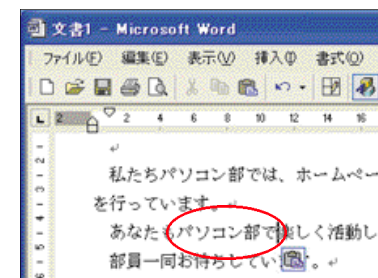 文書1 - Microsoft Word
ファイル(F) 編集(E) 表示(V) 挿入(I) 書式(O)
2 2 4 6 8 10 12 14 16
私たちパソコン部では、ホームペー
を行っています。
あなたもパソコン部で楽しく活動し
部員一同お待ちしてい 。